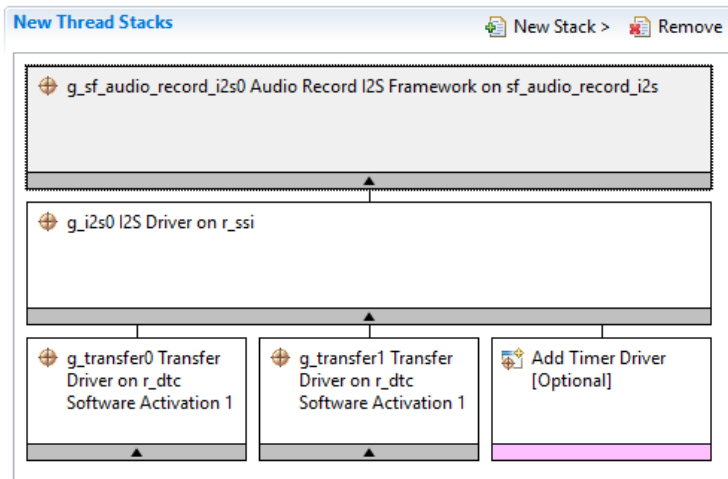 New Thread Stacks
New Stack >
Remove
g_sf_audio_record_i2s0 Audio Record I2S Framework on sf_audio_record_i2s
g_i2s0 I2S Driver on r_ssi
g_transfer0 Transfer
Driver on r_dtc
Software Activation 1
g_transfer1 Transfer
Driver on r_dtc
Software Activation 1
Add Timer Driver
[Optional]